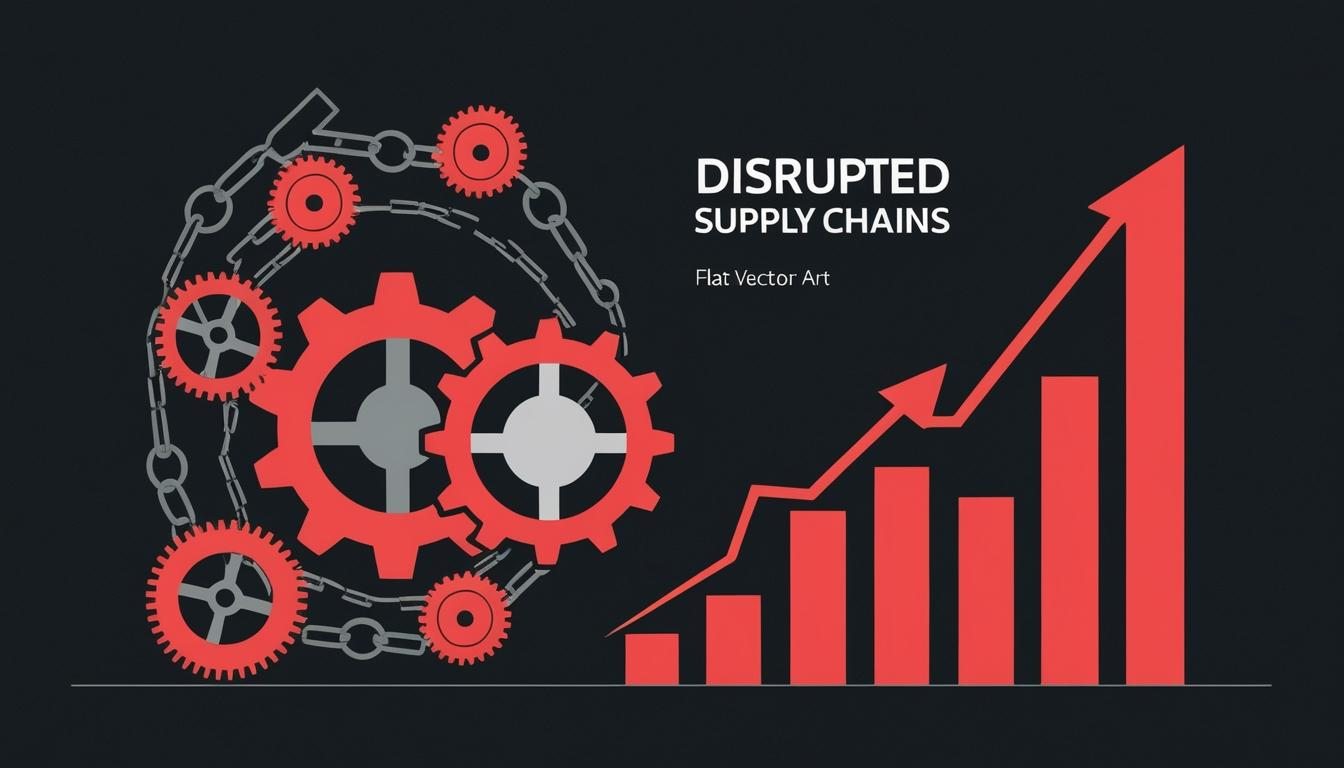 DISRUPTED
SUPPLY CHAINS
Flat Vector Art